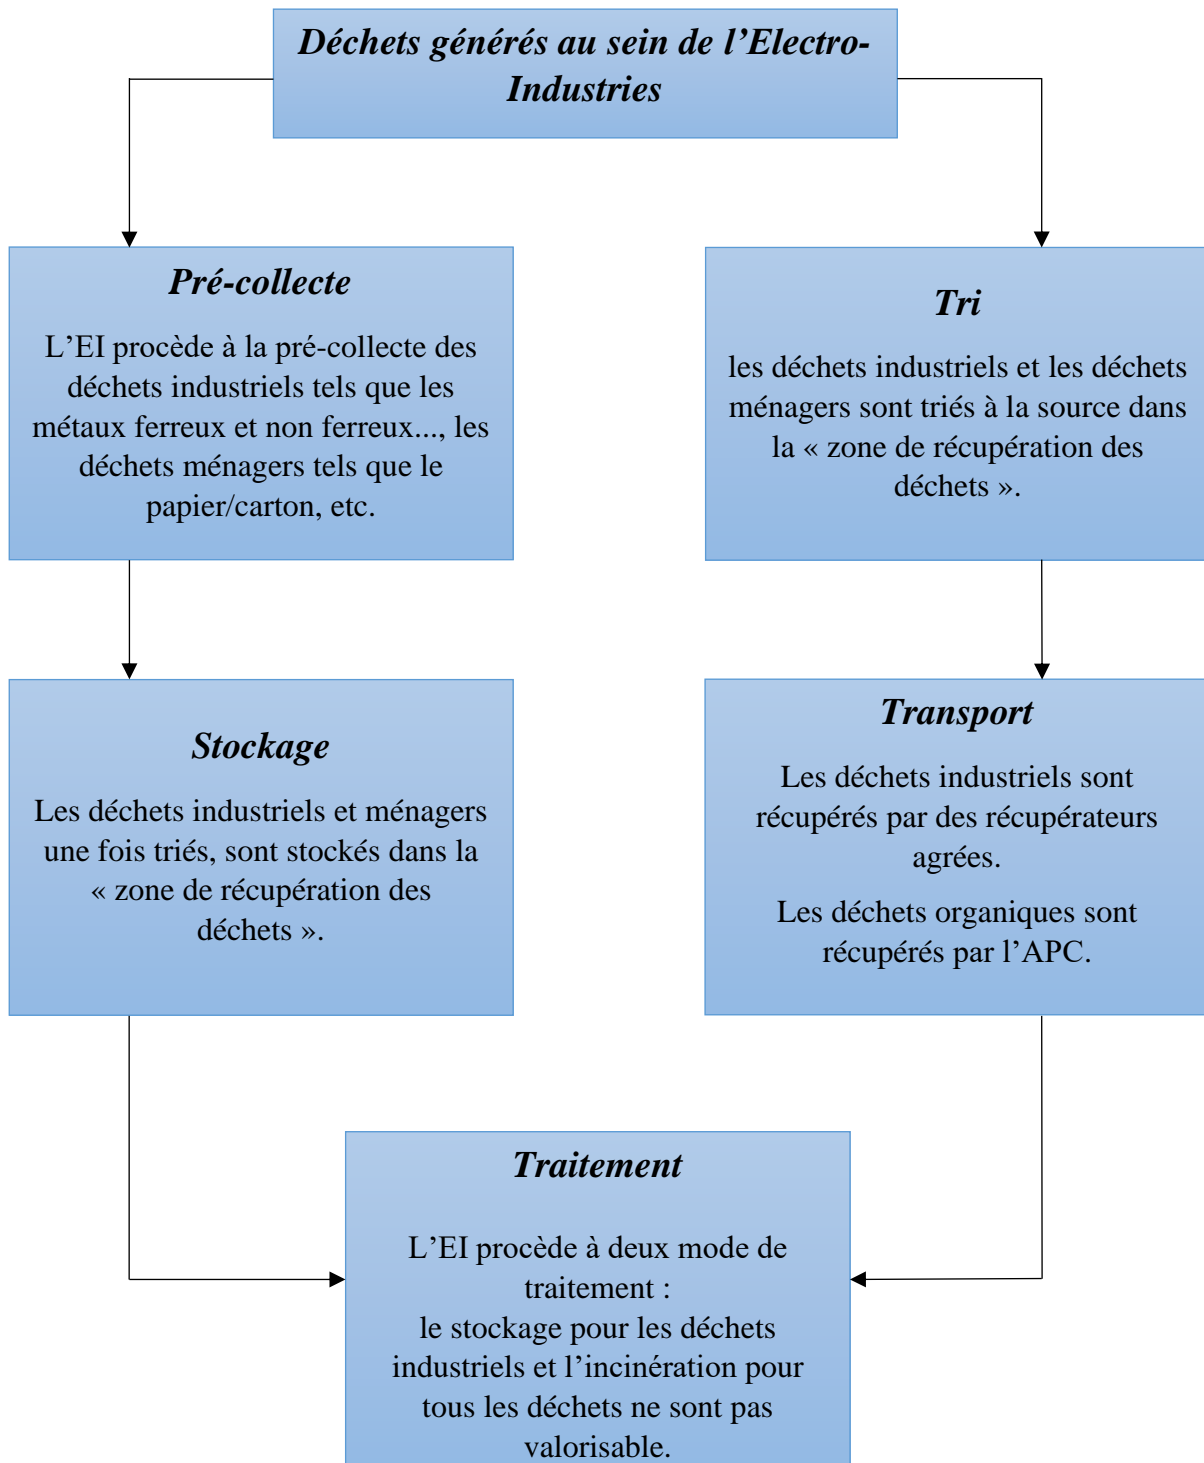 Déchets générés au sein de l’Electro-
Industries
Pré-collecte
L’EI procède à la pré-collecte des
déchets industriels tels que les
métaux ferreux et non ferreux..., les
déchets ménagers tels que le
papier/carton, etc.
Tri
les déchets industriels et les déchets
ménagers sont triés à la source dans
la « zone de récupération des
déchets ».
Stockage
Les déchets industriels et ménagers
une fois triés, sont stockés dans la
« zone de récupération des
déchets ».
Transport
Les déchets industriels sont
récupérés par des récupérateurs
agrées.
Les déchets organiques sont
récupérés par l’APC.
Traitement
L’EI procède à deux mode de
traitement :
le stockage pour les déchets
industriels et l’incinération pour
tous les déchets ne sont pas
valorisable.